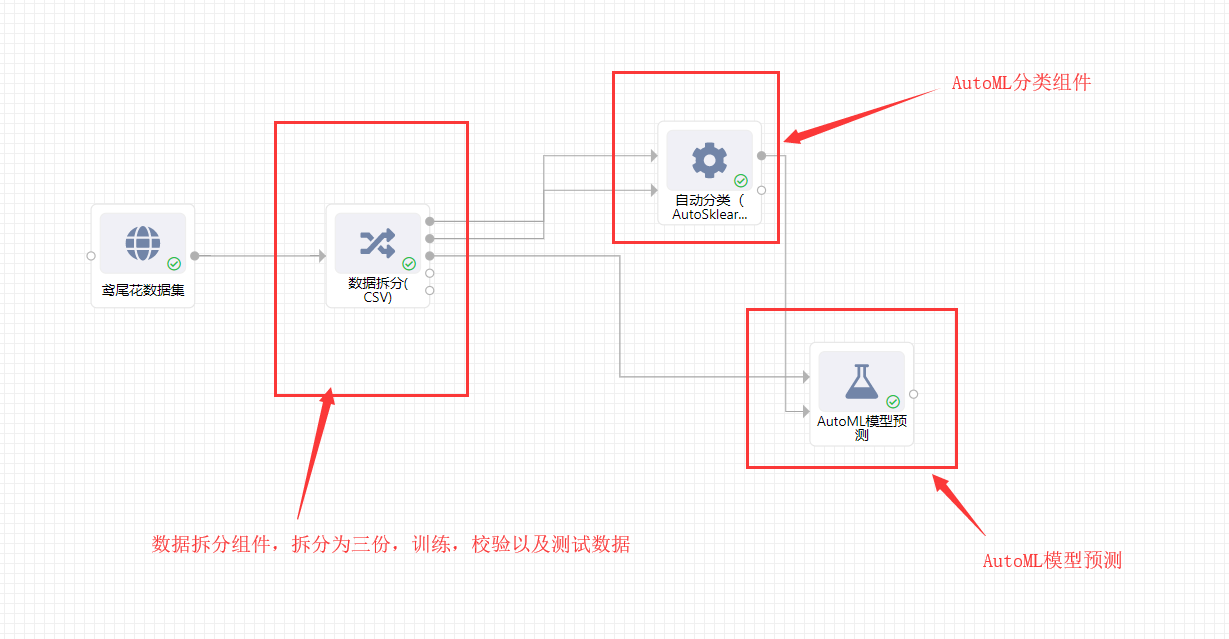 AutoML分类组件
自动分类（
AutoSklear...
鸢尾花数据集
数据拆分(
CSV)
AutoML模型预
测
数据拆分组件，拆分为三份，训练，校验以及测试数据
AutoML模型预测